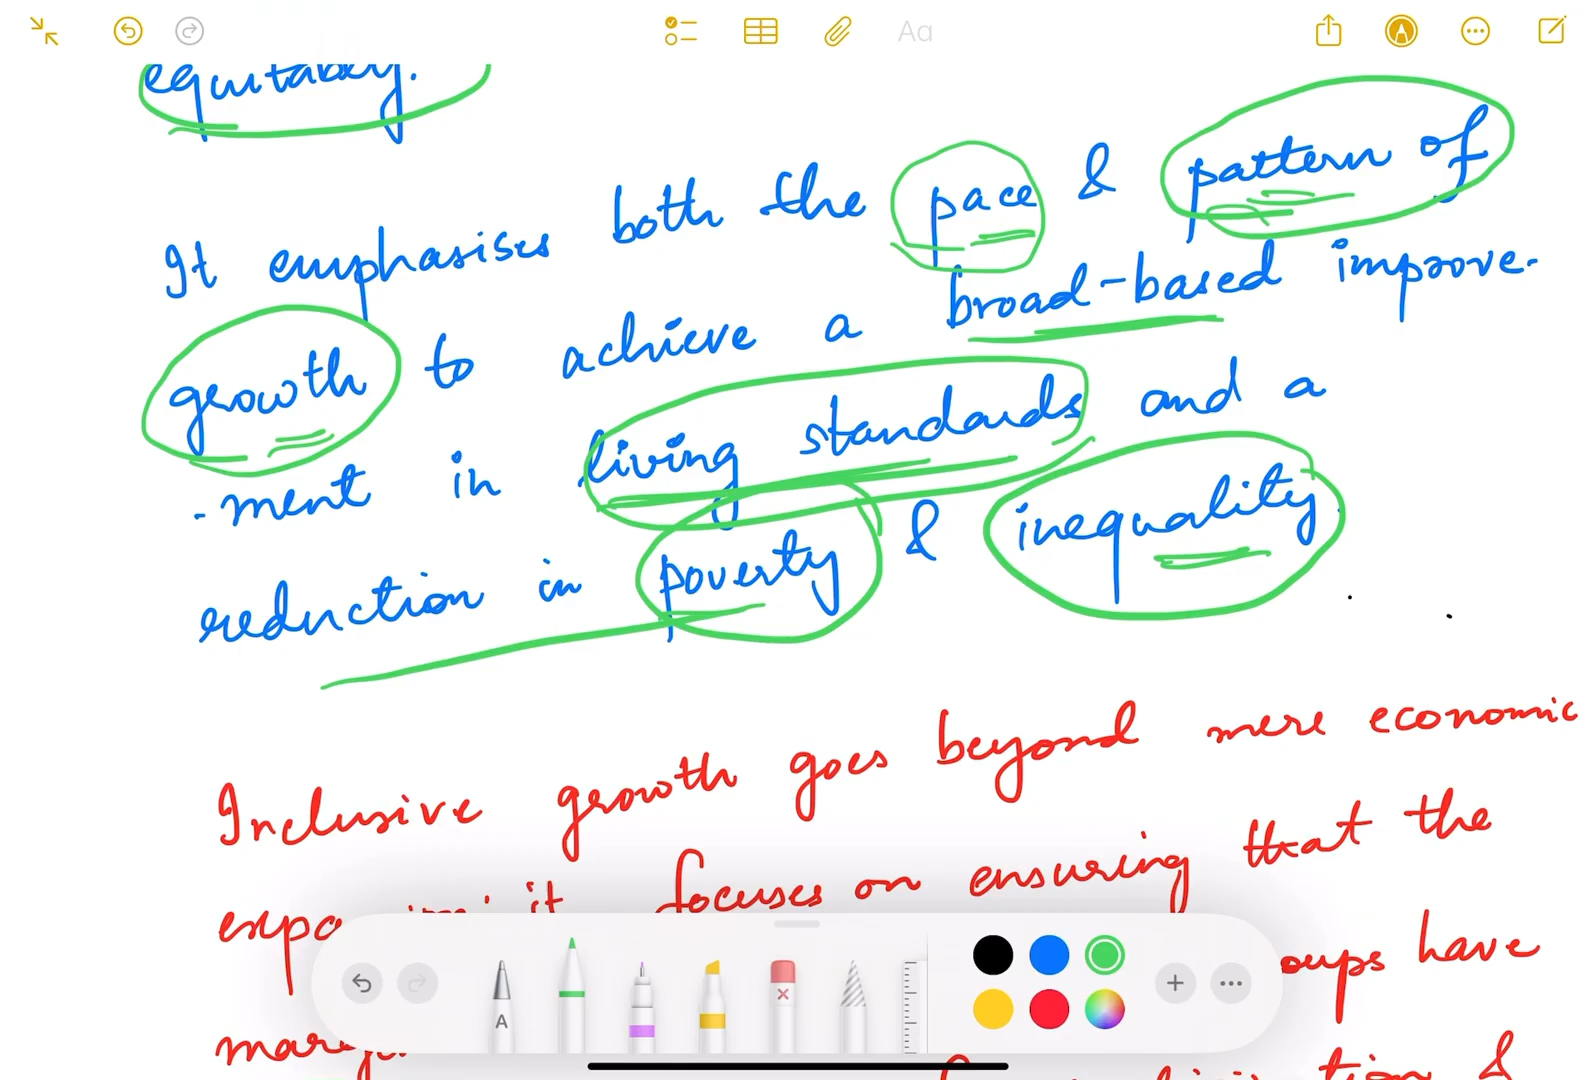 Aa
equitably.
It emphasises both the pace & pattern of
growth to achieve a broad-based improve-
-ment in living standards and a
reduction in poverty & inequality.
Inclusive growth goes beyond mere economic
it focuses on ensuring that the
have
&
A